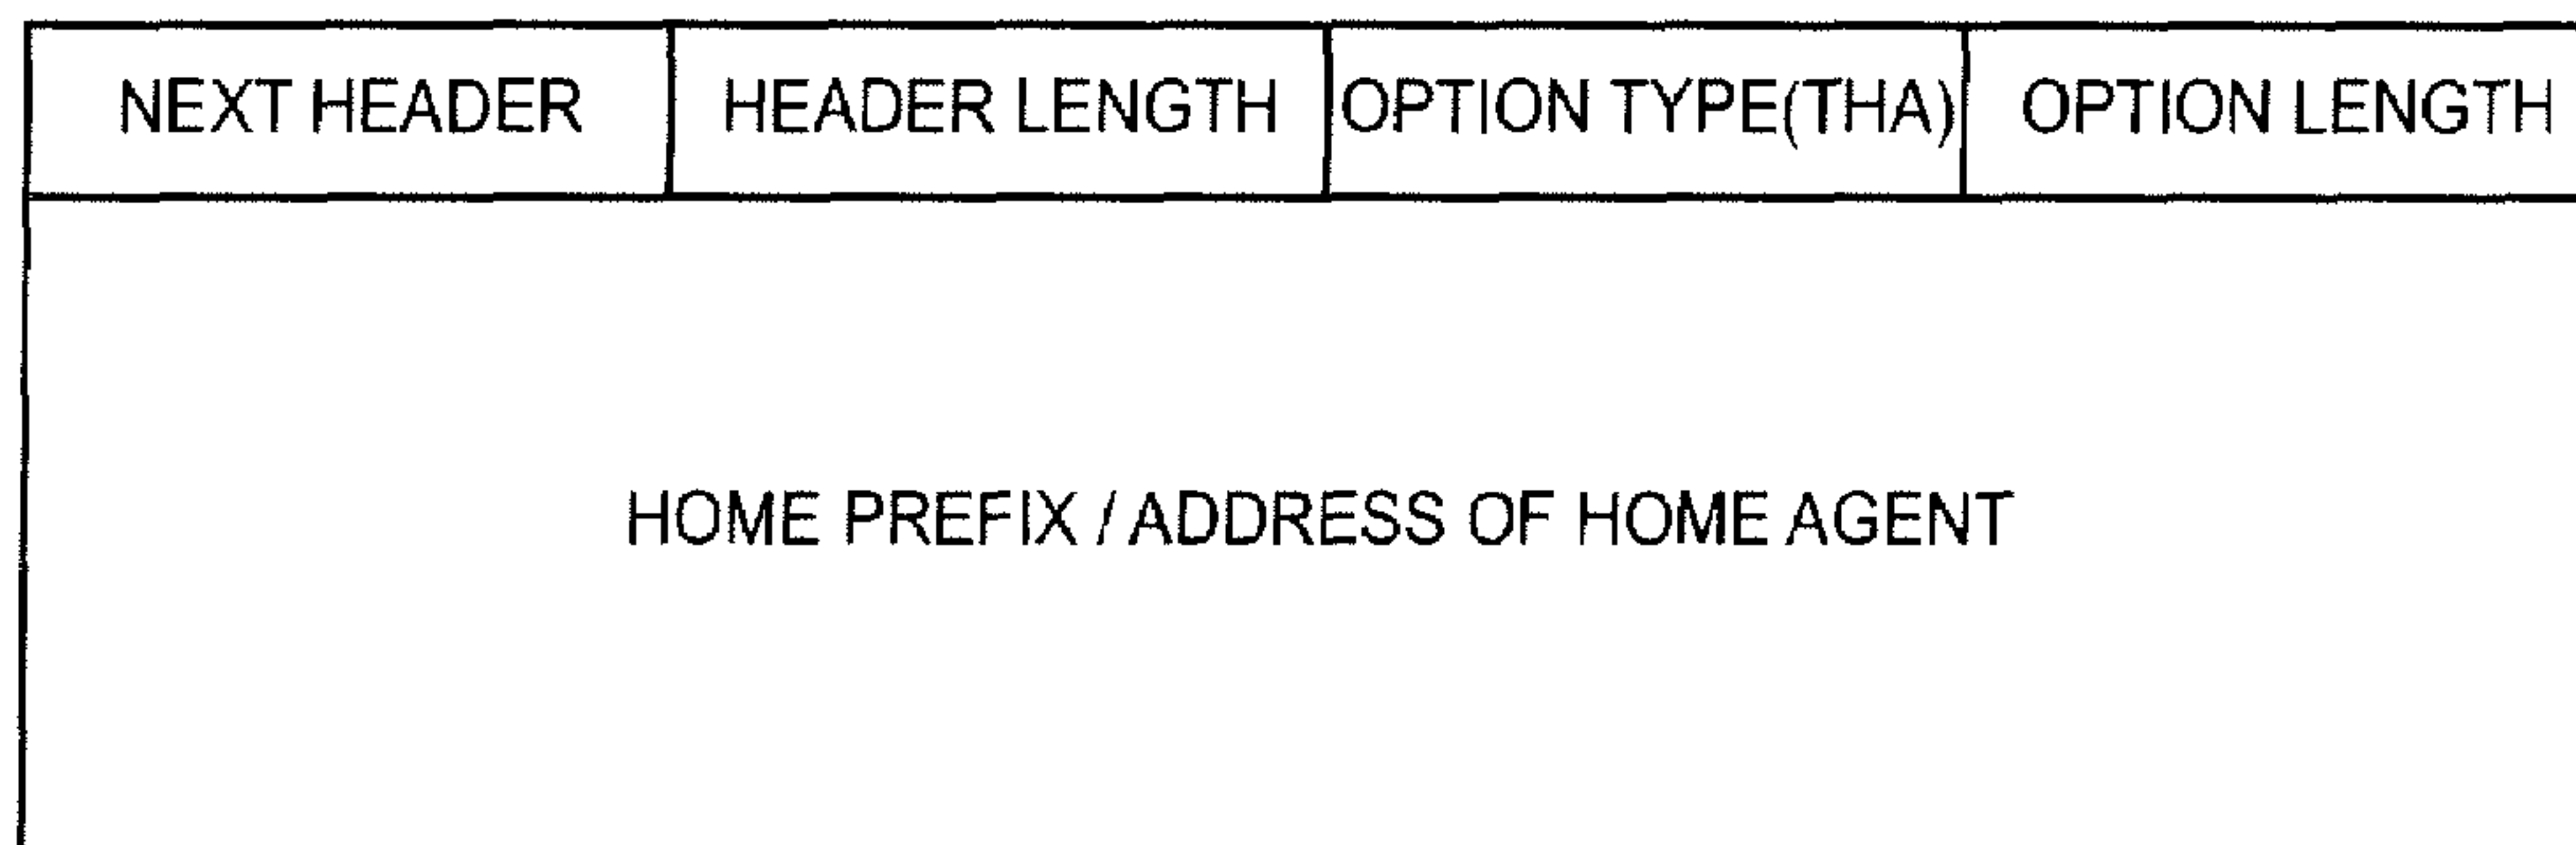 NEXT HEADER HEADER LENGTH OPTION TYPE(THA) OPTION LENGTH
HOME PREFIX / ADDRESS OF HOME AGENT